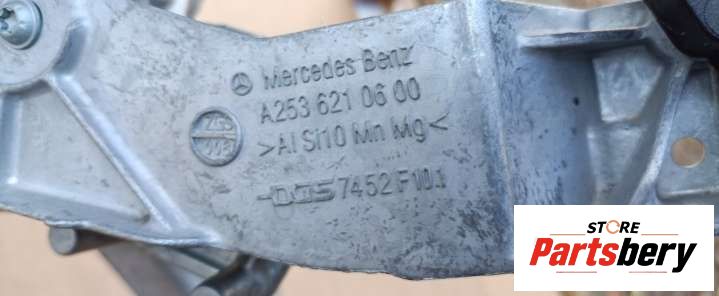 Mercedes Benz
A253 621 06 00
>Al Si10 Mn Mg<
7452 F10.1
STORE
Partsbery